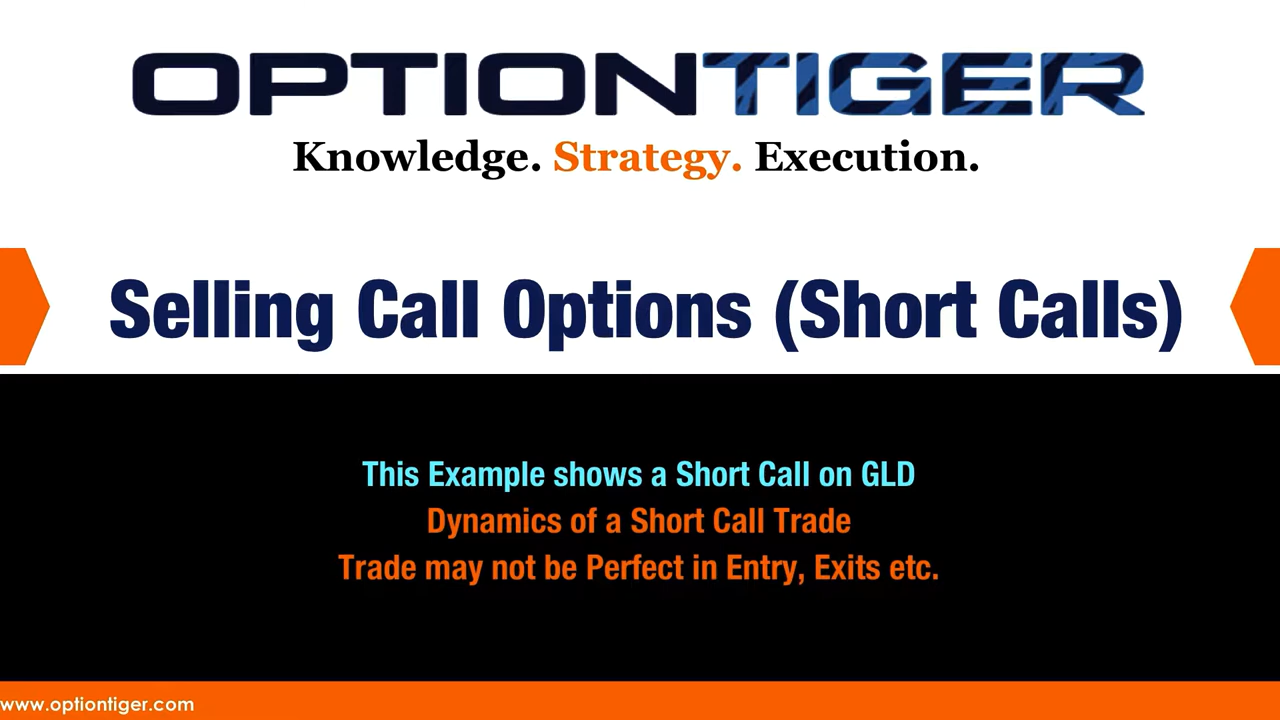 OPTIONTIGER
Knowledge. Strategy. Execution.
Selling Call Options (Short Calls)
This Example shows a Short Call on GLD
Dynamics of a Short Call Trade
Trade may not be Perfect in Entry, Exits etc.
www.optiontiger.com